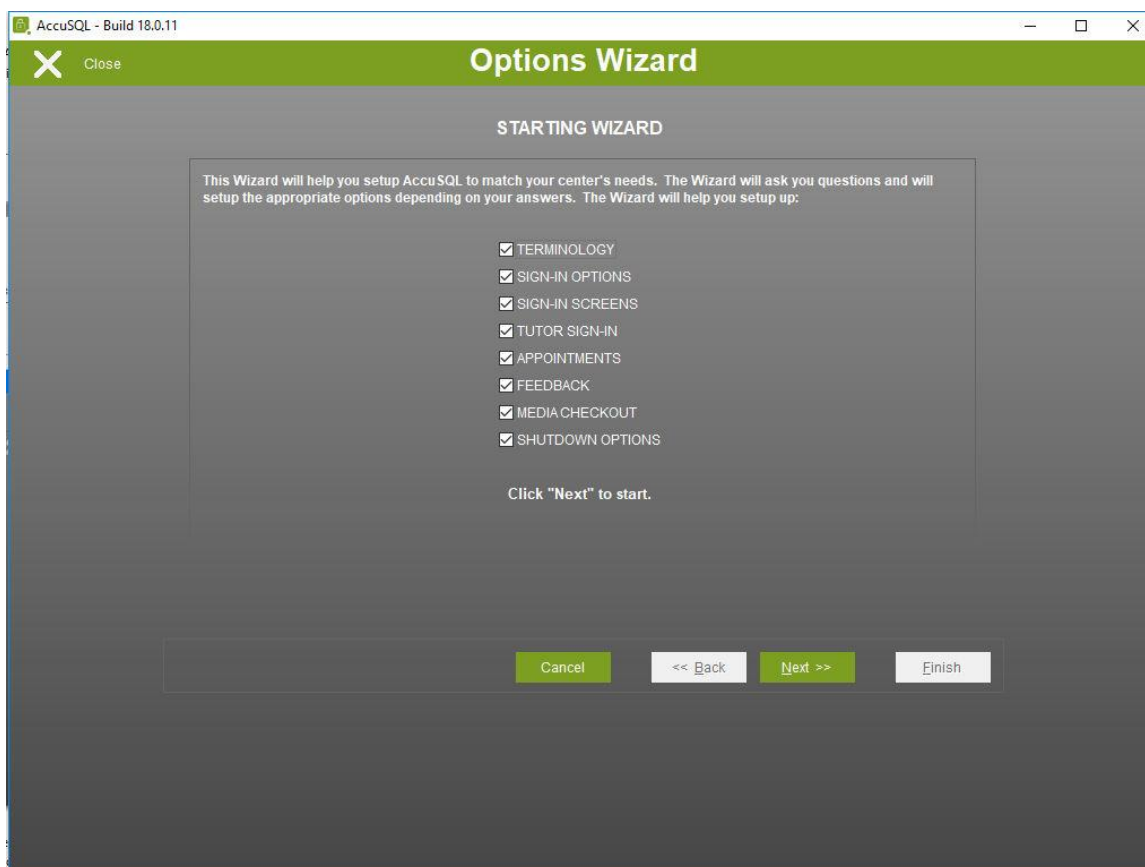 AccuSQL - Build 18.0.11
Close
Options Wizard
STARTING WIZARD
This Wizard will help you setup AccuSQL to match your center's needs.  The Wizard will ask you questions and will
setup the appropriate options depending on your answers.  The Wizard will help you setup up:
TERMINOLOGY
SIGN-IN OPTIONS
SIGN-IN SCREENS
TUTOR SIGN-IN
APPOINTMENTS
FEEDBACK
MEDIA CHECKOUT
SHUTDOWN OPTIONS
Click "Next" to start.
Cancel << Back Next >> Finish